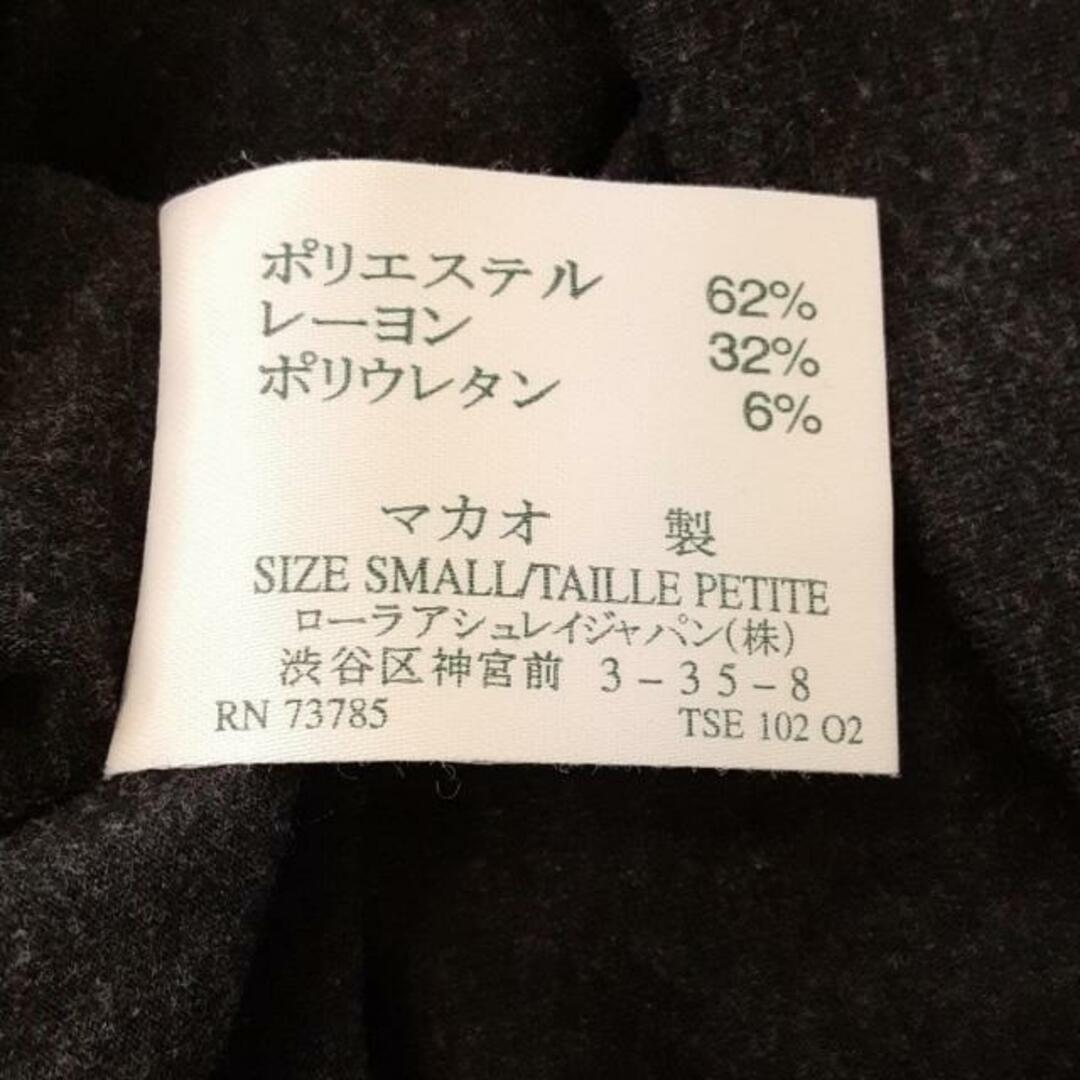 ポリエステル 62%
レーヨン 32%
ポリウレタン 6%
マカオ 製
SIZE SMALL/TAILLE PETITE
ローラアシュレイジャパン(株)
渋谷区神宮前 3-35-8
RN 73785 TSE 102 O2